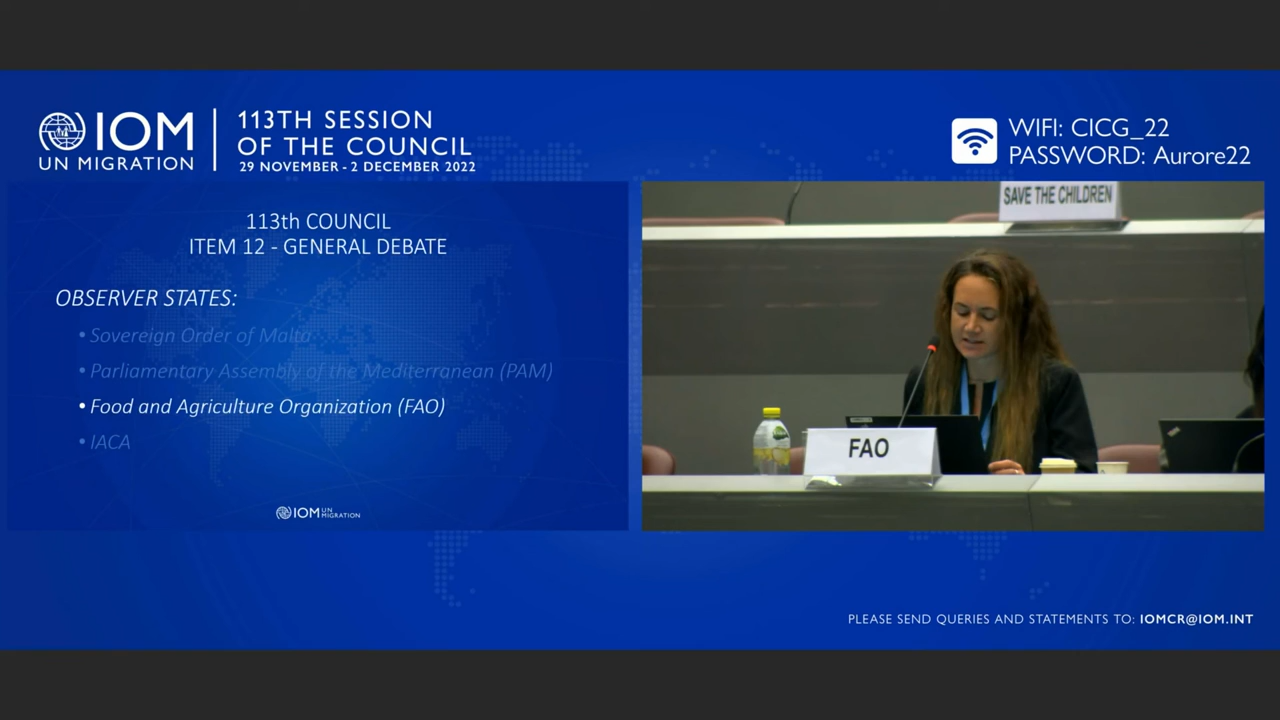 IOM
UN MIGRATION
113TH SESSION
OF THE COUNCIL
29 NOVEMBER - 2 DECEMBER 2022
WIFI: CICG_22
PASSWORD: Aurore22
113th COUNCIL
ITEM 12 - GENERAL DEBATE
OBSERVER STATES:
• Sovereign Order of Malta
• Parliamentary Assembly of the Mediterranean (PAM)
• Food and Agriculture Organization (FAO)
• IACA
IOM UN MIGRATION
SAVE THE CHILDREN
FAO
PLEASE SEND QUERIES AND STATEMENTS TO: IOMCR@IOM.INT